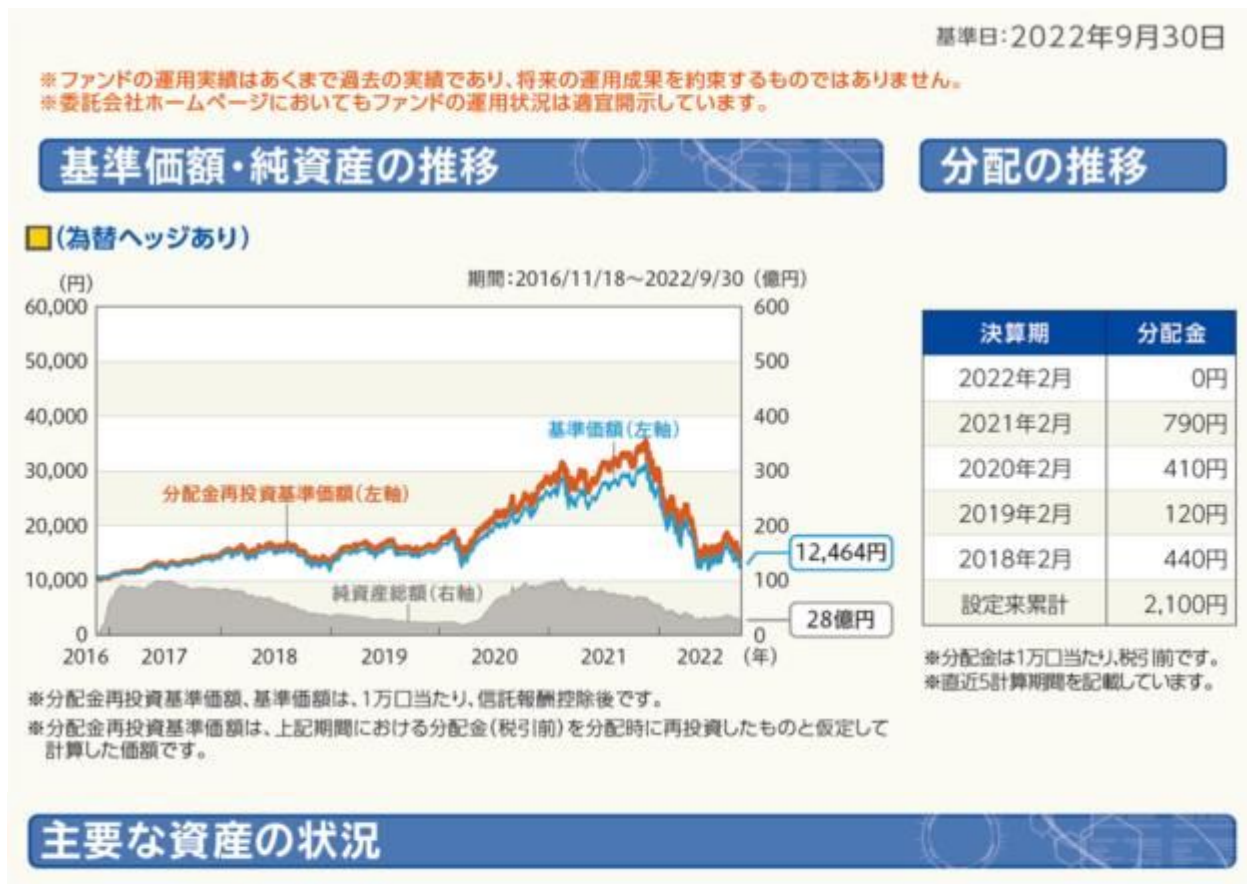 基準日:2022年9月30日
※ファンドの運用実績はあくまで過去の実績であり、将来の運用成果を約束するものではありません。
※委託会社ホームページにおいてもファンドの運用状況は適宜開示しています。
基準価額・純資産の推移
分配の推移
(為替ヘッジあり)
(円)
期間:2016/11/18～2022/9/30
(億円)
60,000
600
50,000
500
40,000
400
基準価額(左軸)
30,000
300
分配金再投資基準価額(左軸)
20,000
200
12,464円
10,000
100
純資産総額(右軸)
28億円
0
0
2016 2017 2018 2019 2020 2021 2022 (年)
※分配金再投資基準価額、基準価額は、1万口当たり、信託報酬控除後です。
※分配金再投資基準価額は、上記期間における分配金(税引前)を分配時に再投資したものと仮定して
計算した価額です。
決算期 分配金
2022年2月 0円
2021年2月 790円
2020年2月 410円
2019年2月 120円
2018年2月 440円
設定来累計 2,100円
※分配金は1万口当たり、税引前です。
※直近5計算期間を記載しています。
主要な資産の状況